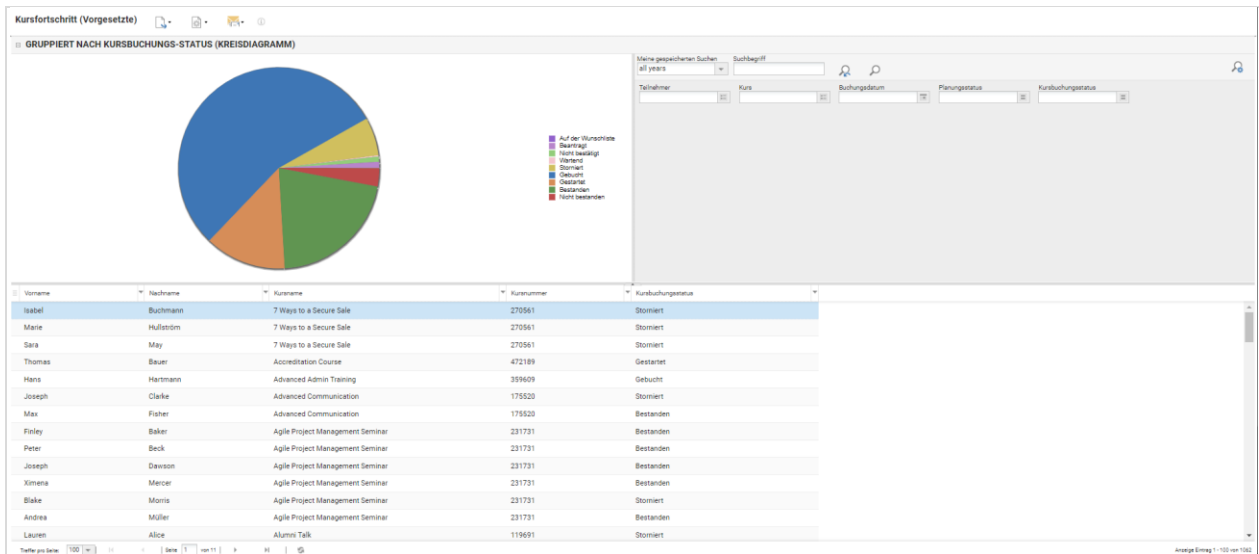 Kursfortschritt (Vorgesetzte)
GRUPPIERT NACH KURSBUCHUNGS-STATUS (KREISDIAGRAMM)
Meine gespeicherten Suchen Suchbegriff
all years
Teilnehmer Kurs Buchungsdatum Planungsstatus Kursbuchungsstatus
Auf der Wunschliste
Beantragt
Nicht bestätigt
Wartend
Storniert
Gebucht
Gestartet
Bestanden
Nicht bestanden
Vorname Nachname Kursname Kursnummer Kursbuchungsstatus
Isabel Buchmann 7 Ways to a Secure Sale 270561 Storniert
Marie Hullström 7 Ways to a Secure Sale 270561 Storniert
Sara May 7 Ways to a Secure Sale 270561 Storniert
Thomas Bauer Accreditation Course 472189 Gestartet
Hans Hartmann Advanced Admin Training 359609 Gebucht
Joseph Clarke Advanced Communication 175520 Storniert
Max Fisher Advanced Communication 175520 Bestanden
Finley Baker Agile Project Management Seminar 231731 Bestanden
Peter Beck Agile Project Management Seminar 231731 Bestanden
Joseph Dawson Agile Project Management Seminar 231731 Bestanden
Ximena Mercer Agile Project Management Seminar 231731 Bestanden
Blake Morris Agile Project Management Seminar 231731 Storniert
Andrea Müller Agile Project Management Seminar 231731 Bestanden
Lauren Alice Alumni Talk 119691 Storniert
Treffer pro Seite: 100 Seite 1 von 11 Anzeige Eintrag 1 - 100 von 1062